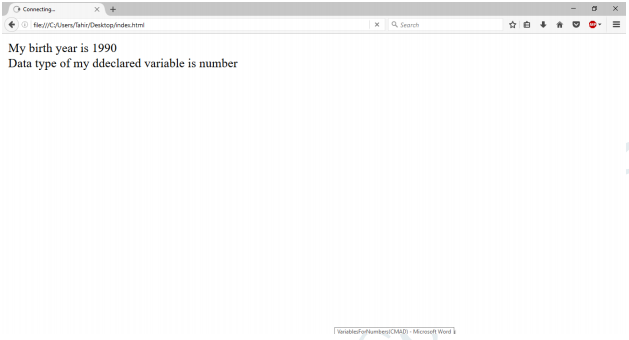 Connecting...
file:///C:/Users/Tahir/Desktop/index.html
Search
My birth year is 1990
Data type of my ddeclared variable is number
VariablesForNumbers(CMAD) - Microsoft Word